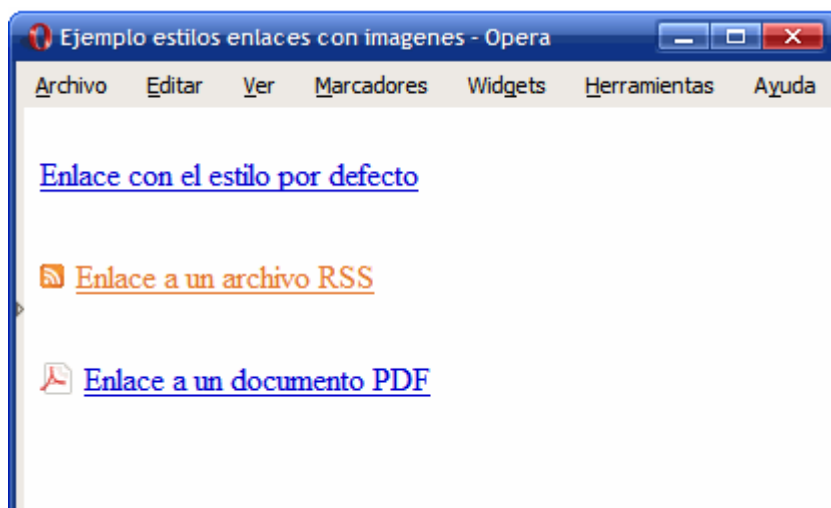 Ejemplo estilos enlaces con imagenes - Opera
Archivo Editar Ver Marcadores Widgets Herramientas Ayuda
Enlace con el estilo por defecto
Enlace a un archivo RSS
Enlace a un documento PDF